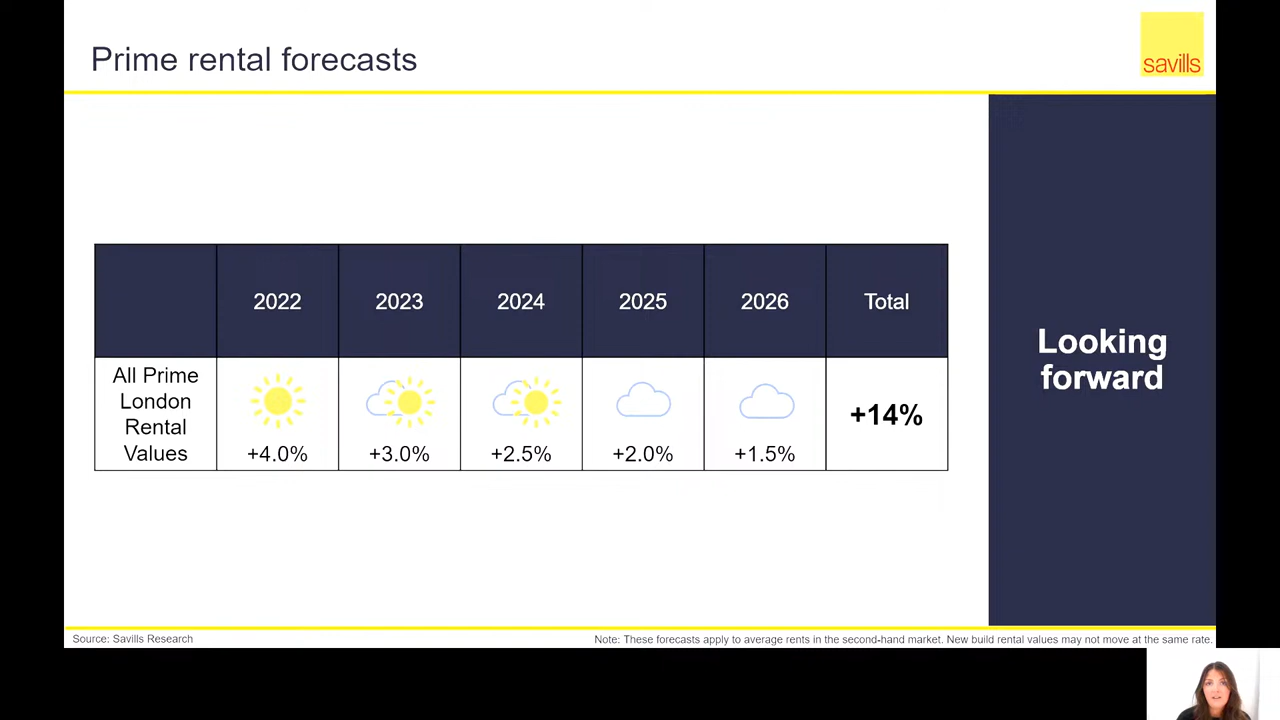 Prime rental forecasts
savills
2022 2023 2024 2025 2026 Total
All Prime
London
Rental
Values
+4.0% +3.0% +2.5% +2.0% +1.5% +14%
Looking
forward
Source: Savills Research
Note: These forecasts apply to average rents in the second-hand market. New build rental values may not move at the same rate.